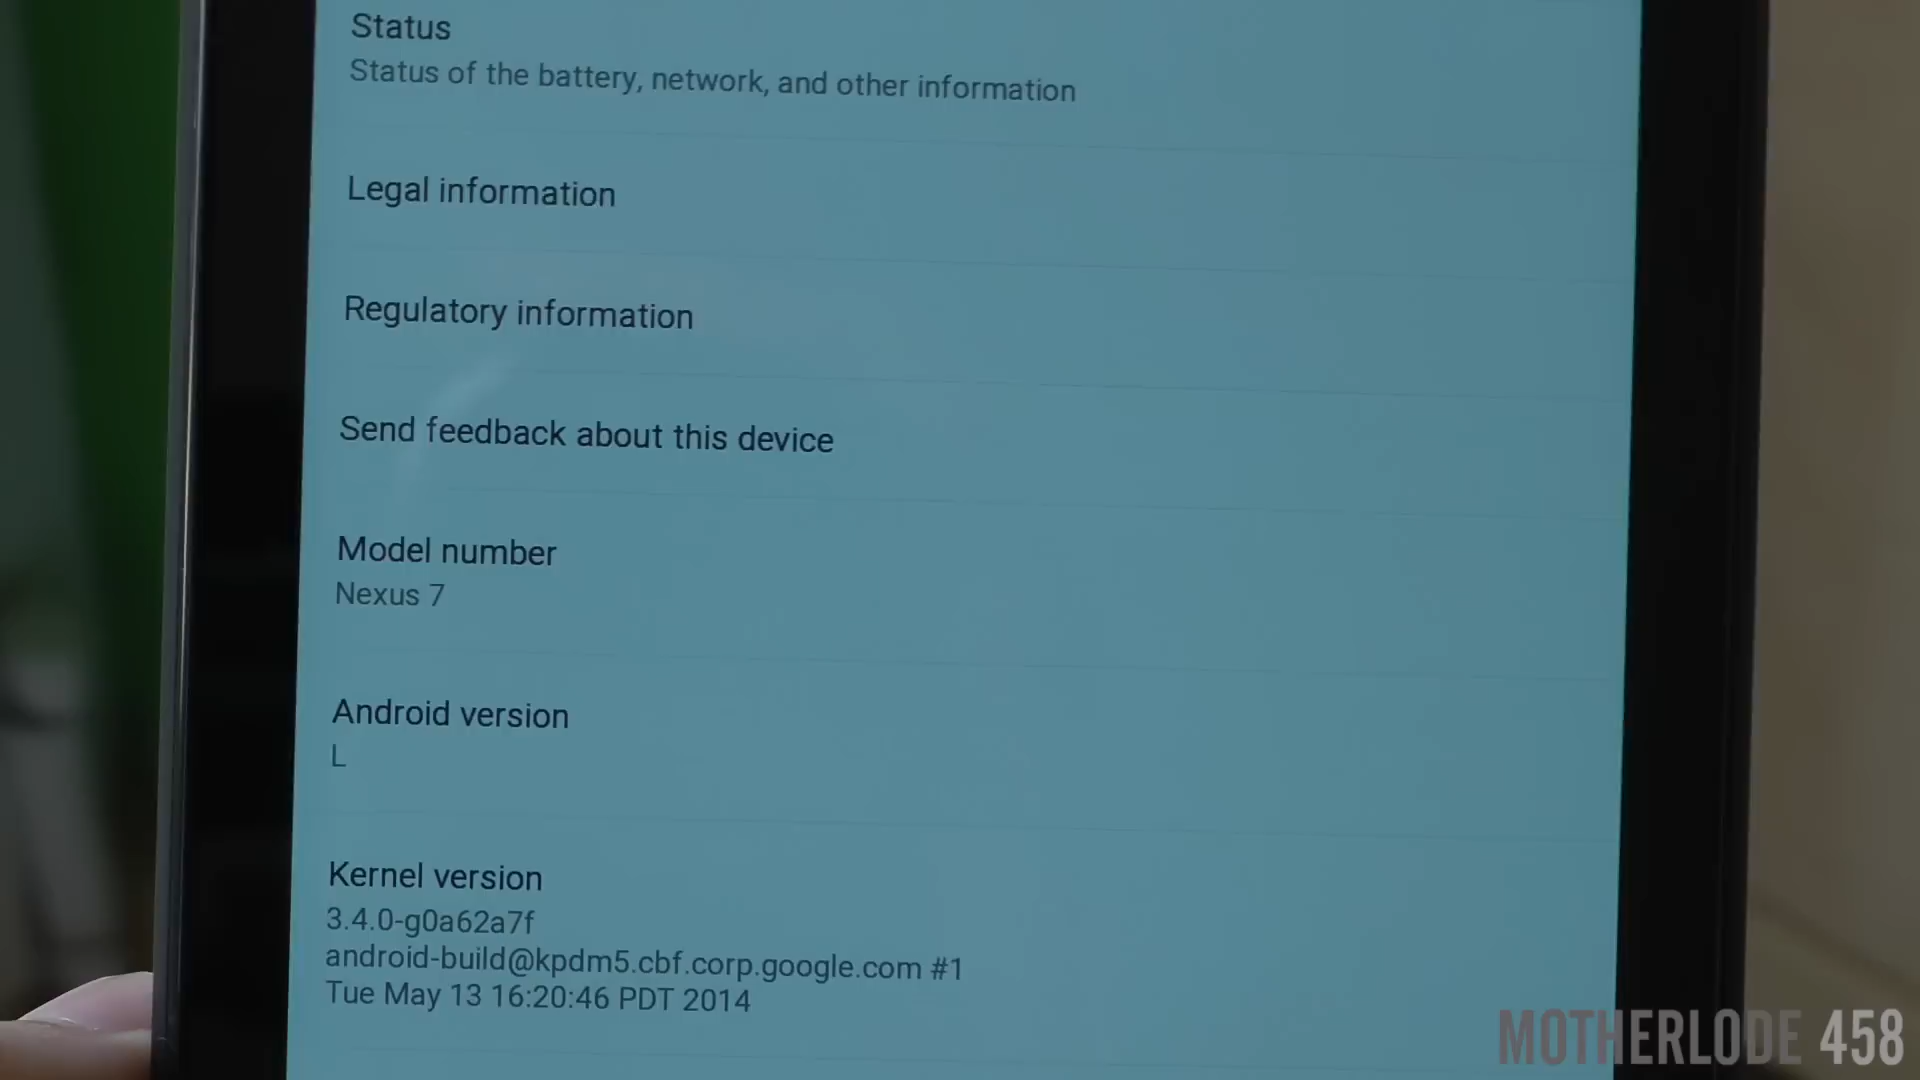 Status
Status of the battery, network, and other information
Legal information
Regulatory information
Send feedback about this device
Model number
Nexus 7
Android version
L
Kernel version
3.4.0-g0a62a7f
android-build@kpdm5.cbf.corp.google.com #1
Tue May 13 16:20:46 PDT 2014
MOTHERLODE 458